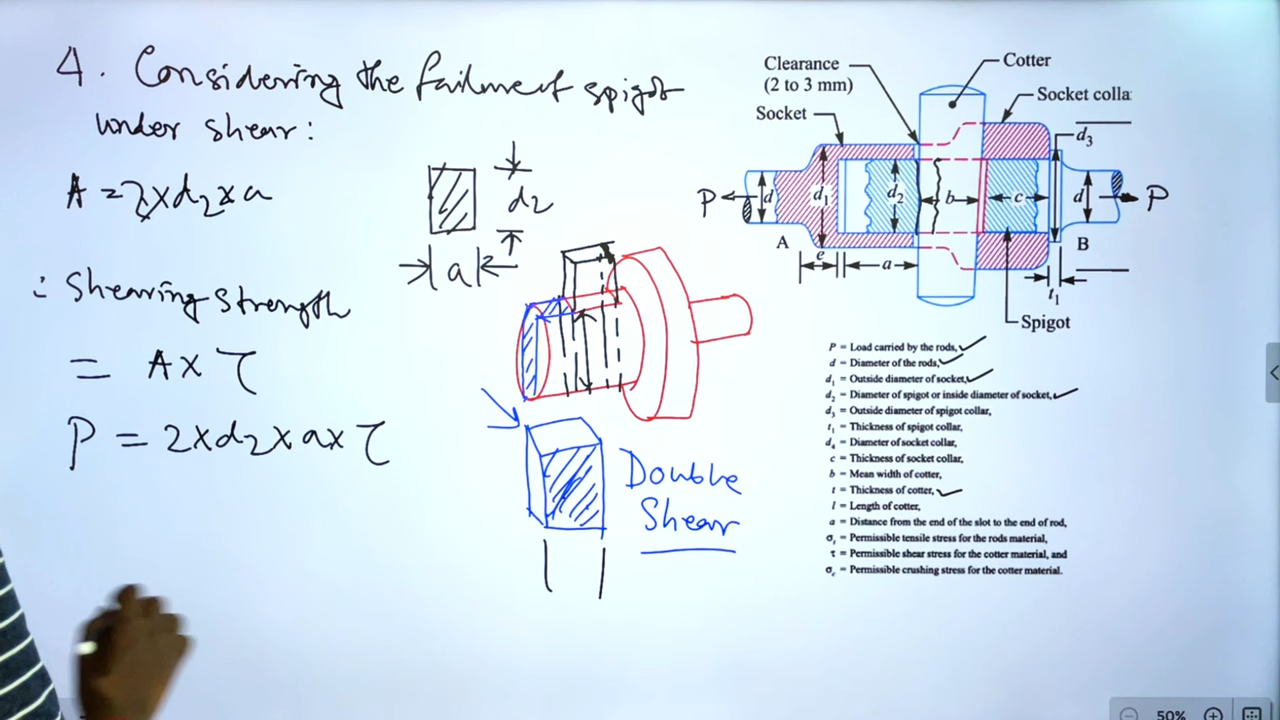 4. Considering the failure of spigot
under shear:
A = 2×d2×a
d2
a
∴ Shearing strength
= A×τ
P = 2×d2×a×τ
Double
Shear
Clearance
(2 to 3 mm)
Cotter
Socket
Socket colla
d3
P
d
d1
d2
b
c
d
P
A
B
e
a
t1
Spigot
P = Load carried by the rods,
d = Diameter of the rods,
d1 = Outside diameter of socket,
d2 = Diameter of spigot or inside diameter of socket,
d3 = Outside diameter of spigot collar,
t1 = Thickness of spigot collar,
d4 = Diameter of socket collar,
c = Thickness of socket collar,
b = Mean width of cotter,
t = Thickness of cotter,
l = Length of cotter,
a = Distance from the end of the slot to the end of rod,
σt = Permissible tensile stress for the rods material,
τ = Permissible shear stress for the cotter material, and
σc = Permissible crushing stress for the cotter material.
50%